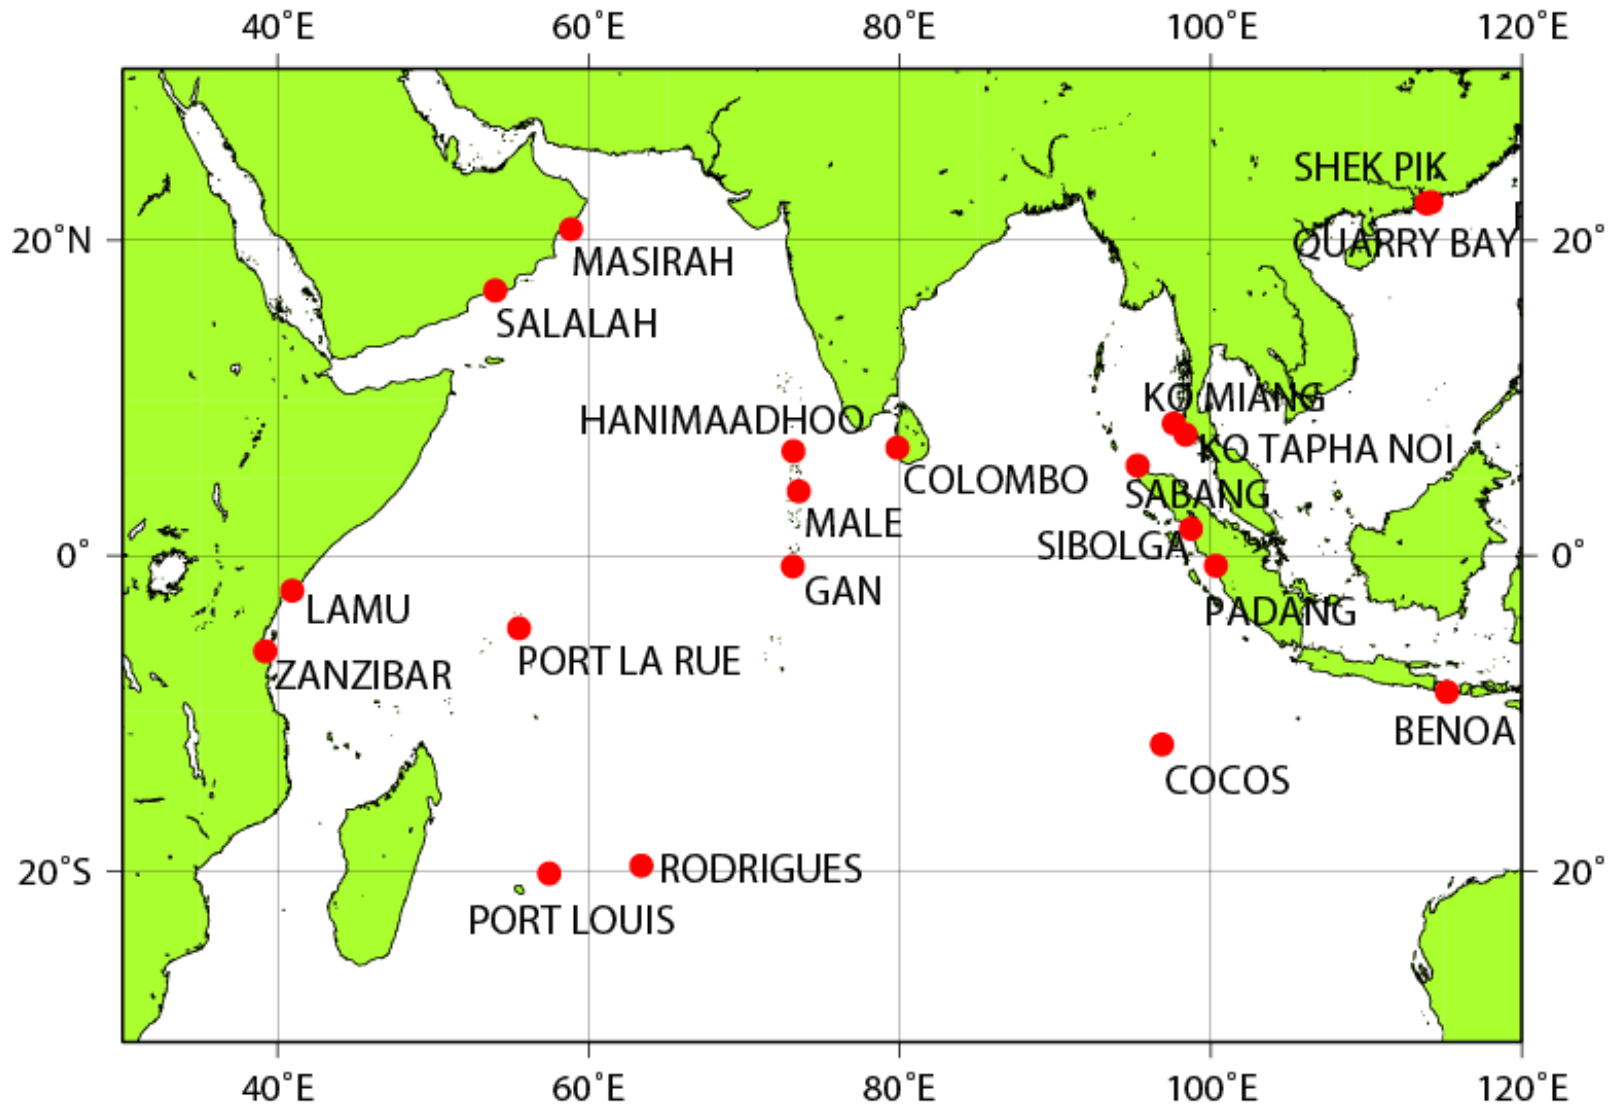 40°E 60°E 80°E 100°E 120°E
SHEK PIK
20°N 20°
QUARRY BAY
MASIRAH
SALALAH
KO MIANG
HANIMAADHOO
KO TAPHA NOI
COLOMBO
SABANG
MALE
SIBOLGA
0° 0°
GAN
LAMU
PADANG
PORT LA RUE
ZANZIBAR
BENOA
COCOS
RODRIGUES
20°S 20°
PORT LOUIS
40°E 60°E 80°E 100°E 120°E